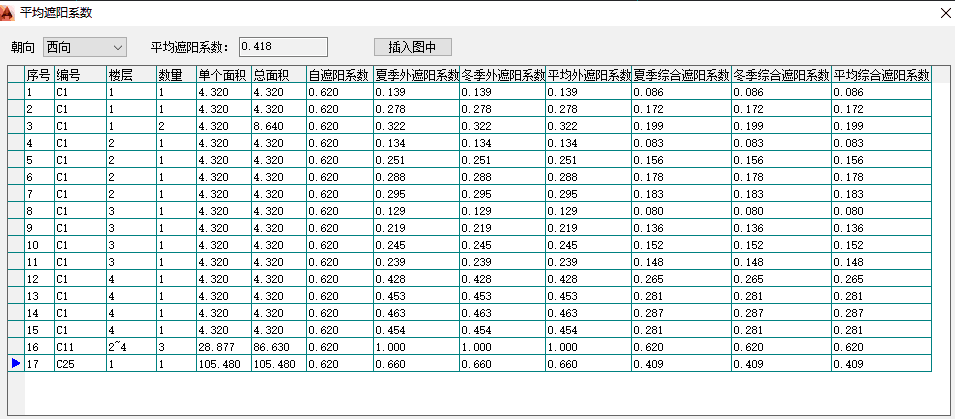 平均遮阳系数
朝向 西向 平均遮阳系数: 0.418 插入图中
序号 编号 楼层 数量 单个面积 总面积 自遮阳系数 夏季外遮阳系数 冬季外遮阳系数 平均外遮阳系数 夏季综合遮阳系数 冬季综合遮阳系数 平均综合遮阳系数
1 C1 1 1 4.320 4.320 0.620 0.139 0.139 0.139 0.086 0.086 0.086
2 C1 1 1 4.320 4.320 0.620 0.278 0.278 0.278 0.172 0.172 0.172
3 C1 1 2 4.320 8.640 0.620 0.322 0.322 0.322 0.199 0.199 0.199
4 C1 2 1 4.320 4.320 0.620 0.134 0.134 0.134 0.083 0.083 0.083
5 C1 2 1 4.320 4.320 0.620 0.251 0.251 0.251 0.156 0.156 0.156
6 C1 2 1 4.320 4.320 0.620 0.288 0.288 0.288 0.178 0.178 0.178
7 C1 2 1 4.320 4.320 0.620 0.295 0.295 0.295 0.183 0.183 0.183
8 C1 3 1 4.320 4.320 0.620 0.129 0.129 0.129 0.080 0.080 0.080
9 C1 3 1 4.320 4.320 0.620 0.219 0.219 0.219 0.136 0.136 0.136
10 C1 3 1 4.320 4.320 0.620 0.245 0.245 0.245 0.152 0.152 0.152
11 C1 3 1 4.320 4.320 0.620 0.239 0.239 0.239 0.148 0.148 0.148
12 C1 4 1 4.320 4.320 0.620 0.428 0.428 0.428 0.265 0.265 0.265
13 C1 4 1 4.320 4.320 0.620 0.453 0.453 0.453 0.281 0.281 0.281
14 C1 4 1 4.320 4.320 0.620 0.463 0.463 0.463 0.287 0.287 0.287
15 C1 4 1 4.320 4.320 0.620 0.454 0.454 0.454 0.281 0.281 0.281
16 C11 2~4 3 28.877 86.630 0.620 1.000 1.000 1.000 0.620 0.620 0.620
17 C25 1 1 105.480 105.480 0.620 0.660 0.660 0.660 0.409 0.409 0.409